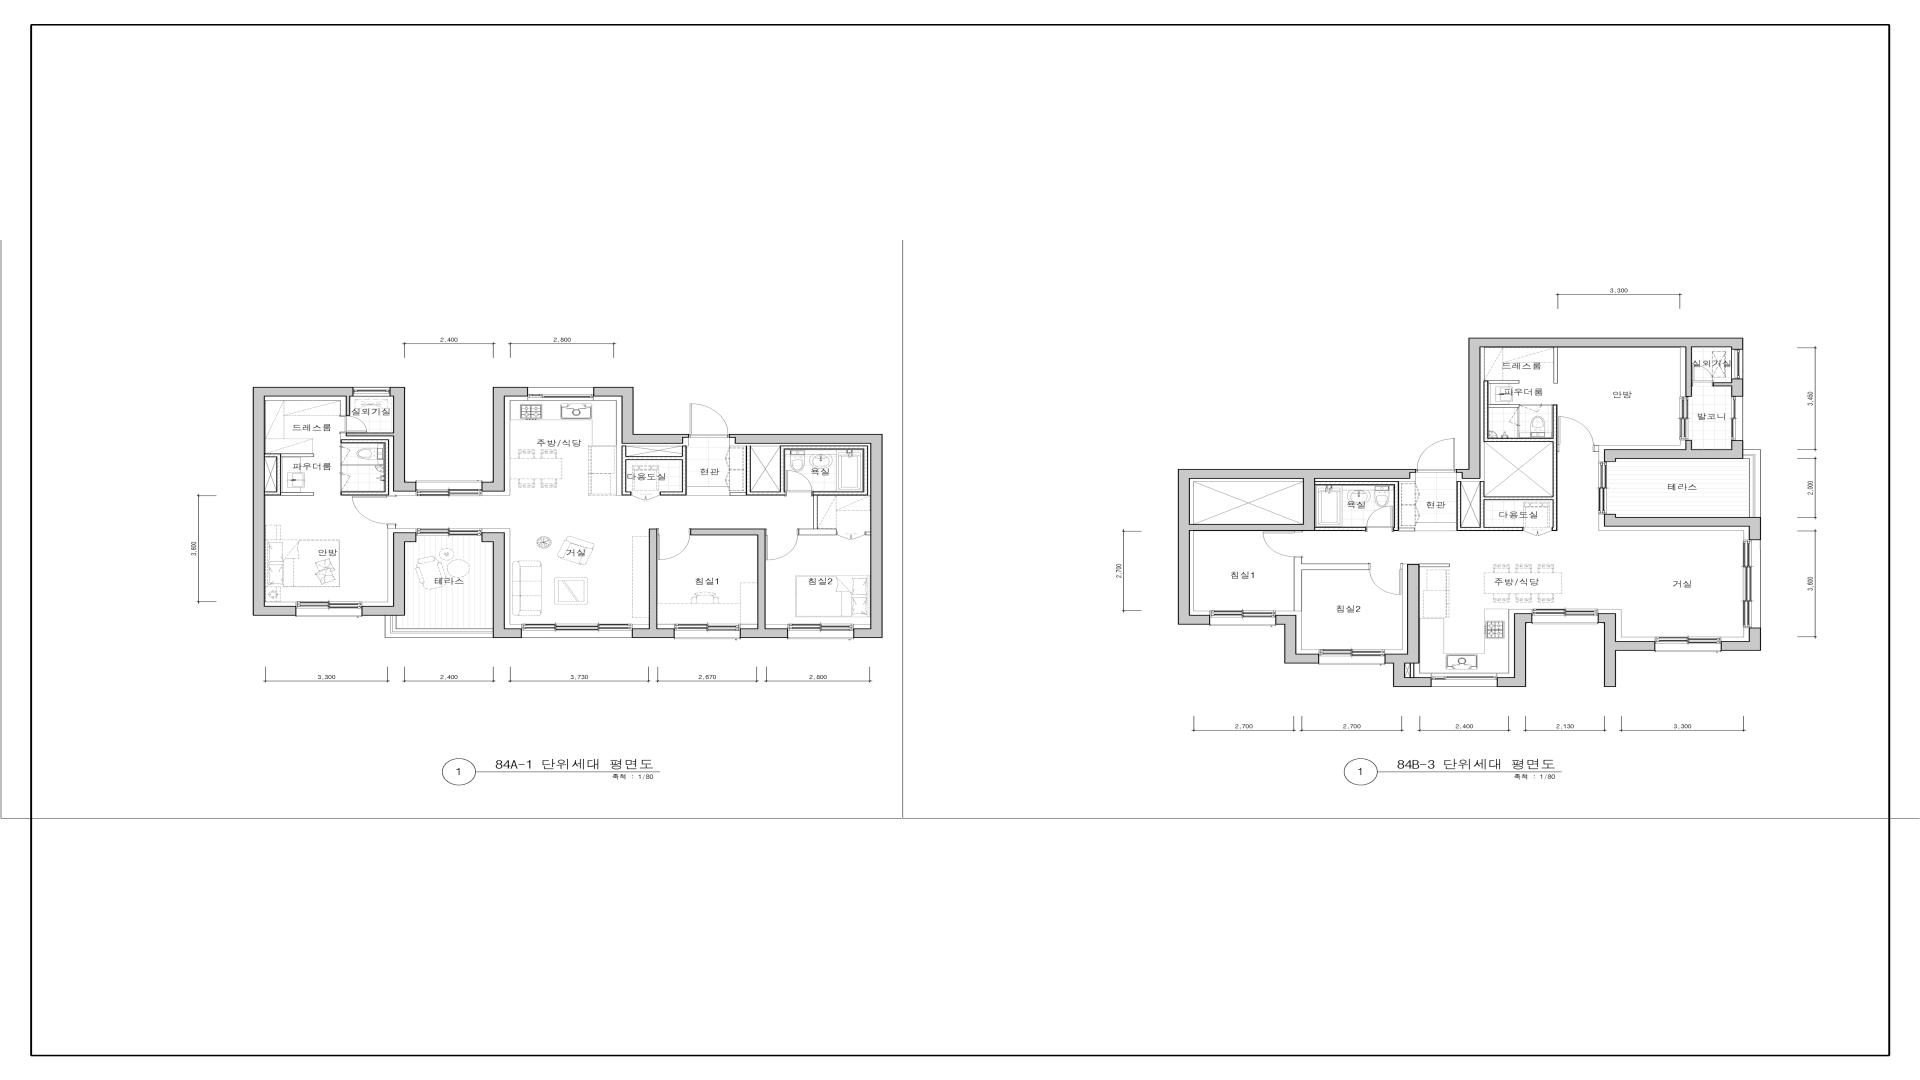 2,400
2,800
실외기실
드레스룸
주방/식당
파우더룸
다용도실
현관
욕실
3,600
안방
테라스
거실
침실1
침실2
3,300
2,400
3,730
2,670
2,800
1
84A-1 단위세대 평면도
축척 : 1/80
3,300
드레스룸
실외기실
파우더룸
안방
발코니
3,450
욕실
현관
다용도실
테라스
2,000
2,700
침실1
침실2
주방/식당
거실
3,600
2,700
2,700
2,400
2,130
3,300
1
84B-3 단위세대 평면도
축척 : 1/80